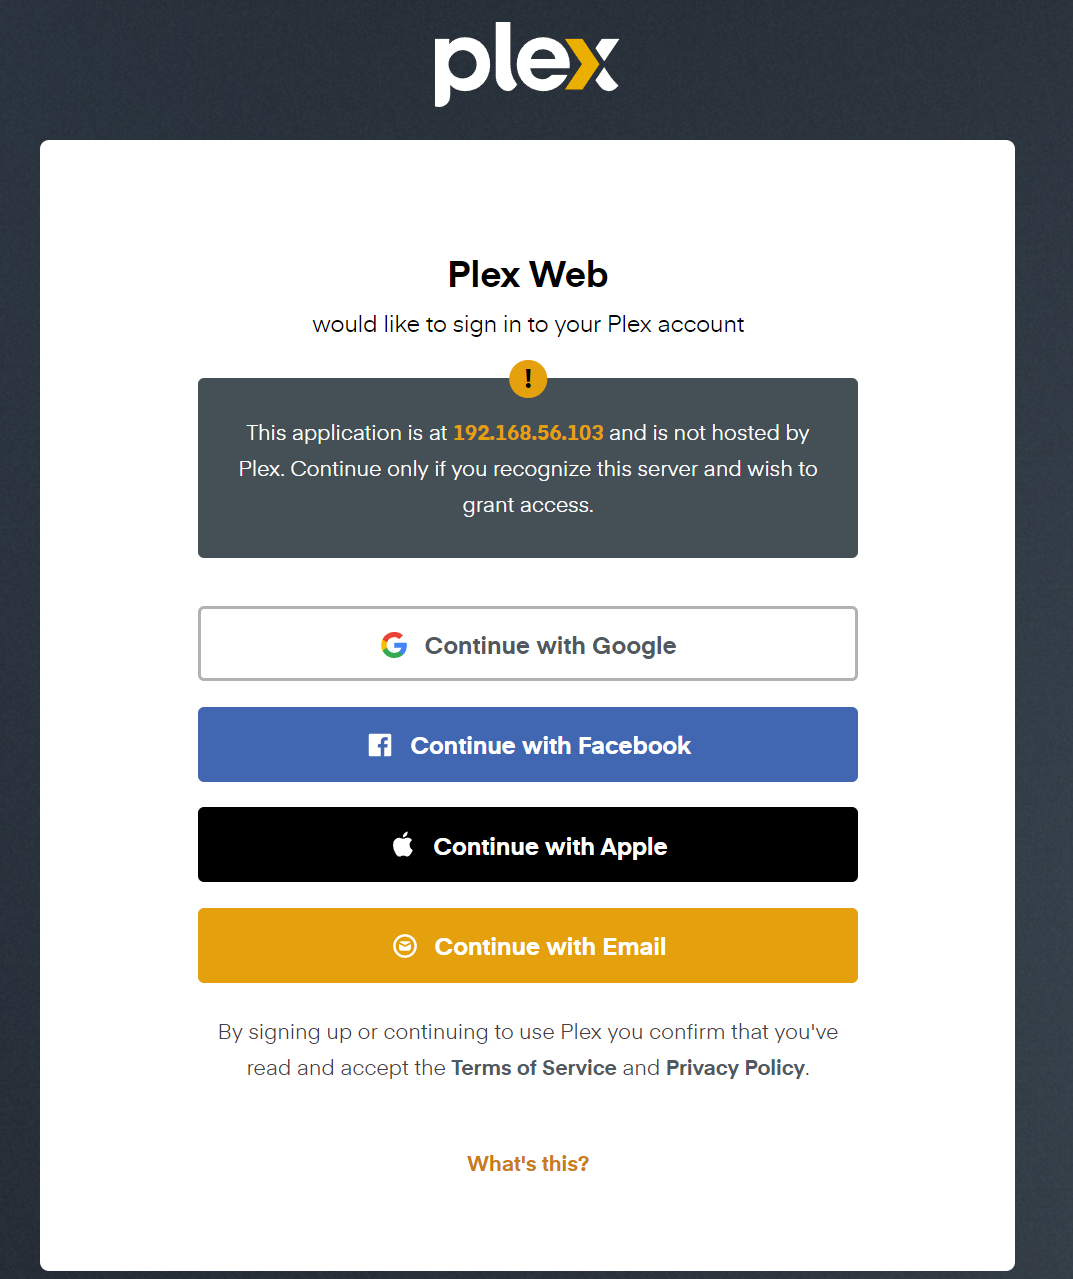 plex
Plex Web
would like to sign in to your Plex account
!
This application is at 192.168.56.103 and is not hosted by
Plex. Continue only if you recognize this server and wish to
grant access.
Continue with Google
Continue with Facebook
Continue with Apple
Continue with Email
By signing up or continuing to use Plex you confirm that you've
read and accept the Terms of Service and Privacy Policy.
What's this?